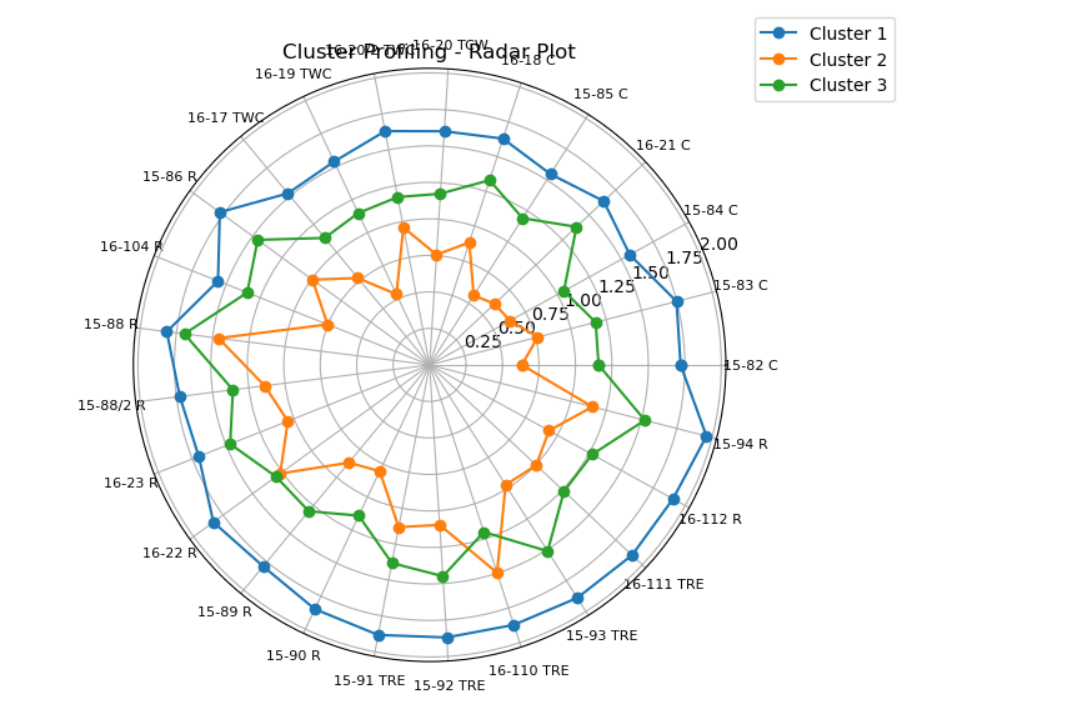 Cluster Profiling - Radar Plot
Cluster 1
Cluster 2
Cluster 3
16-20 TCW
16-18 C
15-85 C
16-21 C
15-84 C
15-83 C
15-82 C
15-94 R
16-112 R
16-111 TRE
15-93 TRE
16-110 TRE
15-92 TRE
15-91 TRE
15-90 R
15-89 R
16-22 R
16-23 R
15-88/2 R
15-88 R
16-104 R
15-86 R
16-17 TWC
16-19 TWC
2.00
1.75
1.50
1.25
1.00
0.75
0.50
0.25